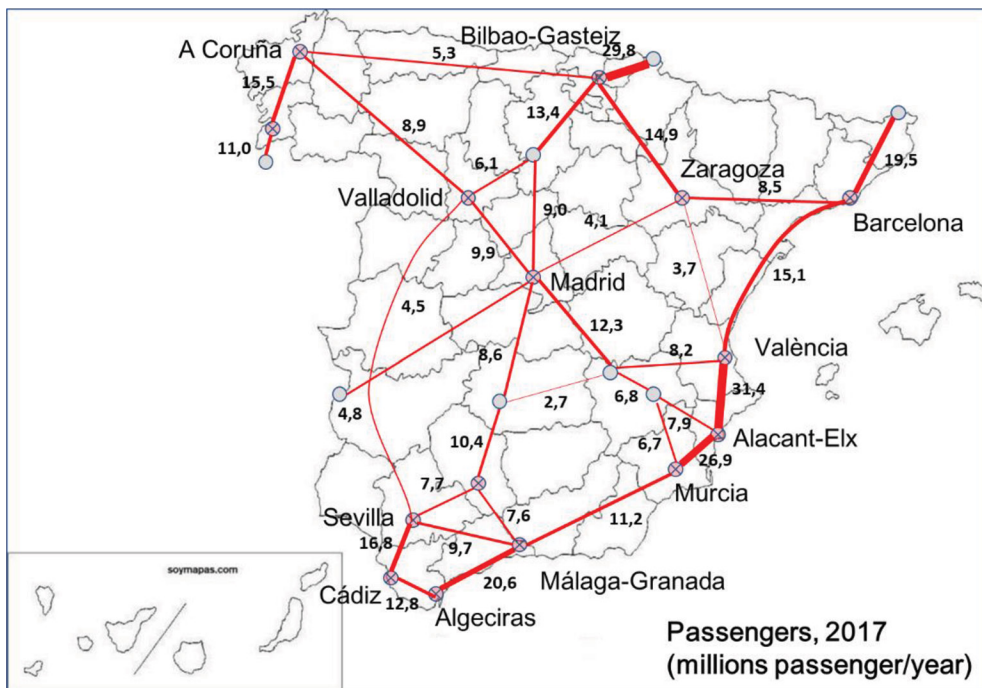 Bilbao-Gasteiz
A Coruña
5,3
29,8
15,5
13,4
8,9
14,9
11,0
6,1
Zaragoza
19,5
Valladolid
8,5
9,0
4,1
Barcelona
9,9
3,7
Madrid
15,1
4,5
12,3
8,6
8,2
València
6,8
31,4
4,8
2,7
7,9
Alacant-Elx
10,4
6,7
26,9
7,7
Murcia
Sevilla
7,6
11,2
16,8
9,7
soymapas.com
20,6
Málaga-Granada
Cádiz
12,8
Algeciras
Passengers, 2017
(millions passenger/year)